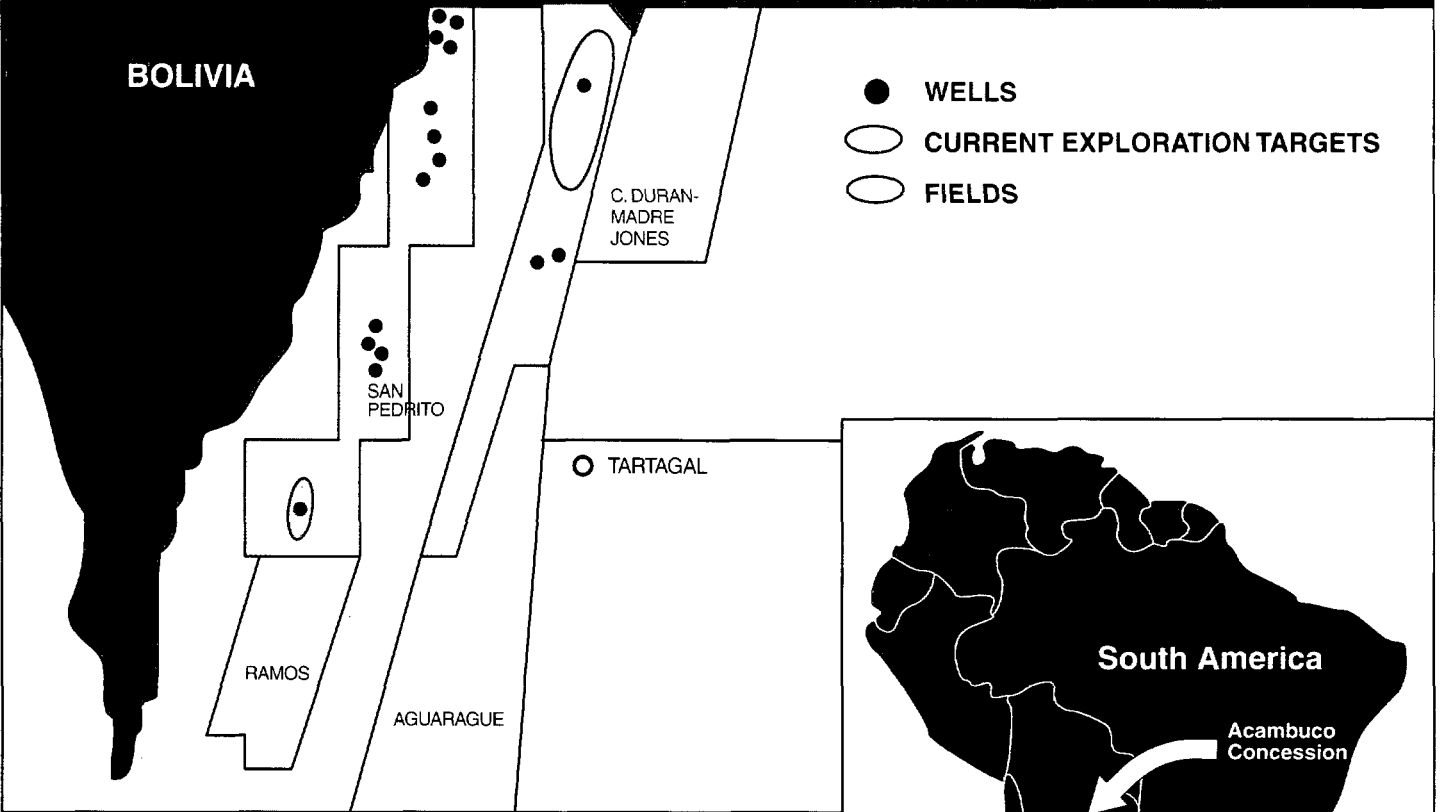 BOLIVIA
WELLS
CURRENT EXPLORATION TARGETS
FIELDS
C. DURAN-
MADRE
JONES
SAN
PEDRITO
TARTAGAL
RAMOS
AGUARAGUE
South America
Acambuco
Concession